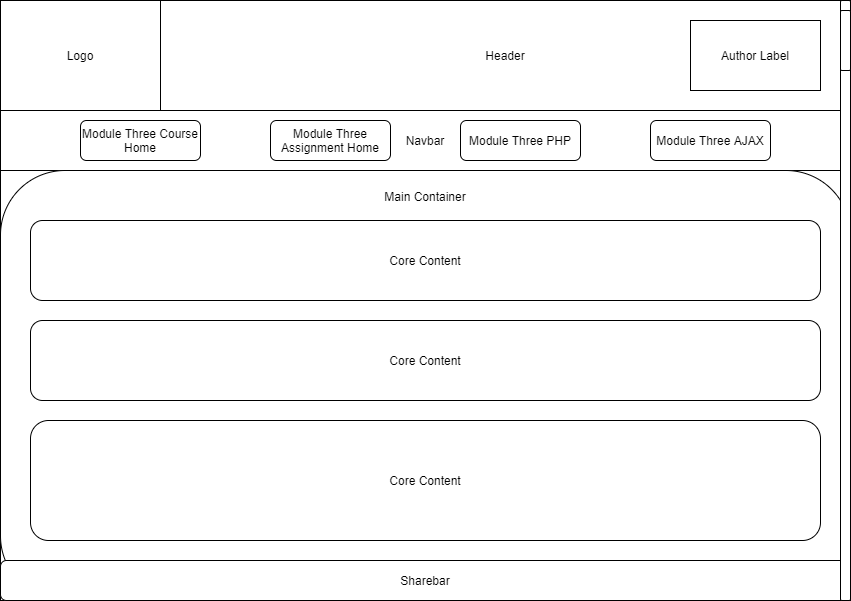 Logo
Header
Author Label
Module Three Course
Home
Module Three
Assignment Home
Navbar
Module Three PHP
Module Three AJAX
Main Container
Core Content
Core Content
Core Content
Sharebar